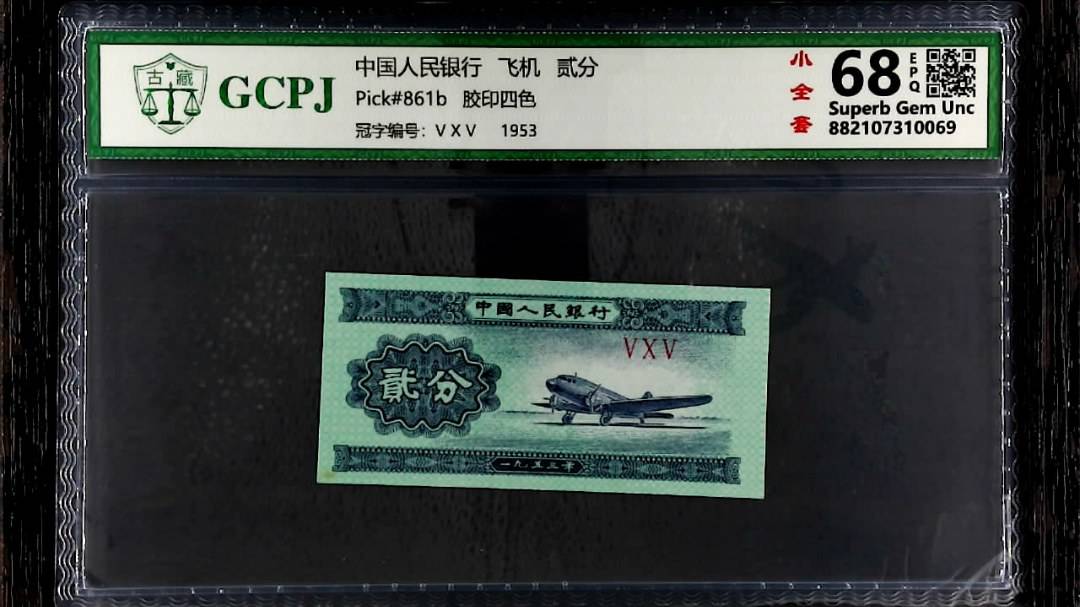 古藏
GCPJ
中国人民银行 飞机 贰分
Pick#861b 胶印四色
冠字编号: V X V 1953
小全套
68
EPQ
Superb Gem Unc
882107310069
中國人民銀行
VXV
貳分
一九五三年